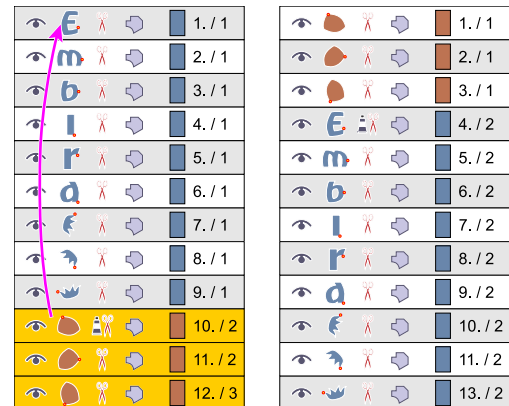 E 1. / 1
m 2. / 1
b 3. / 1
l 4. / 1
r 5. / 1
a 6. / 1
7. / 1
8. / 1
9. / 1
10. / 2
11. / 2
12. / 3
1. / 1
2. / 1
3. / 1
E 4. / 2
m 5. / 2
b 6. / 2
l 7. / 2
r 8. / 2
a 9. / 2
10. / 2
11. / 2
13. / 2